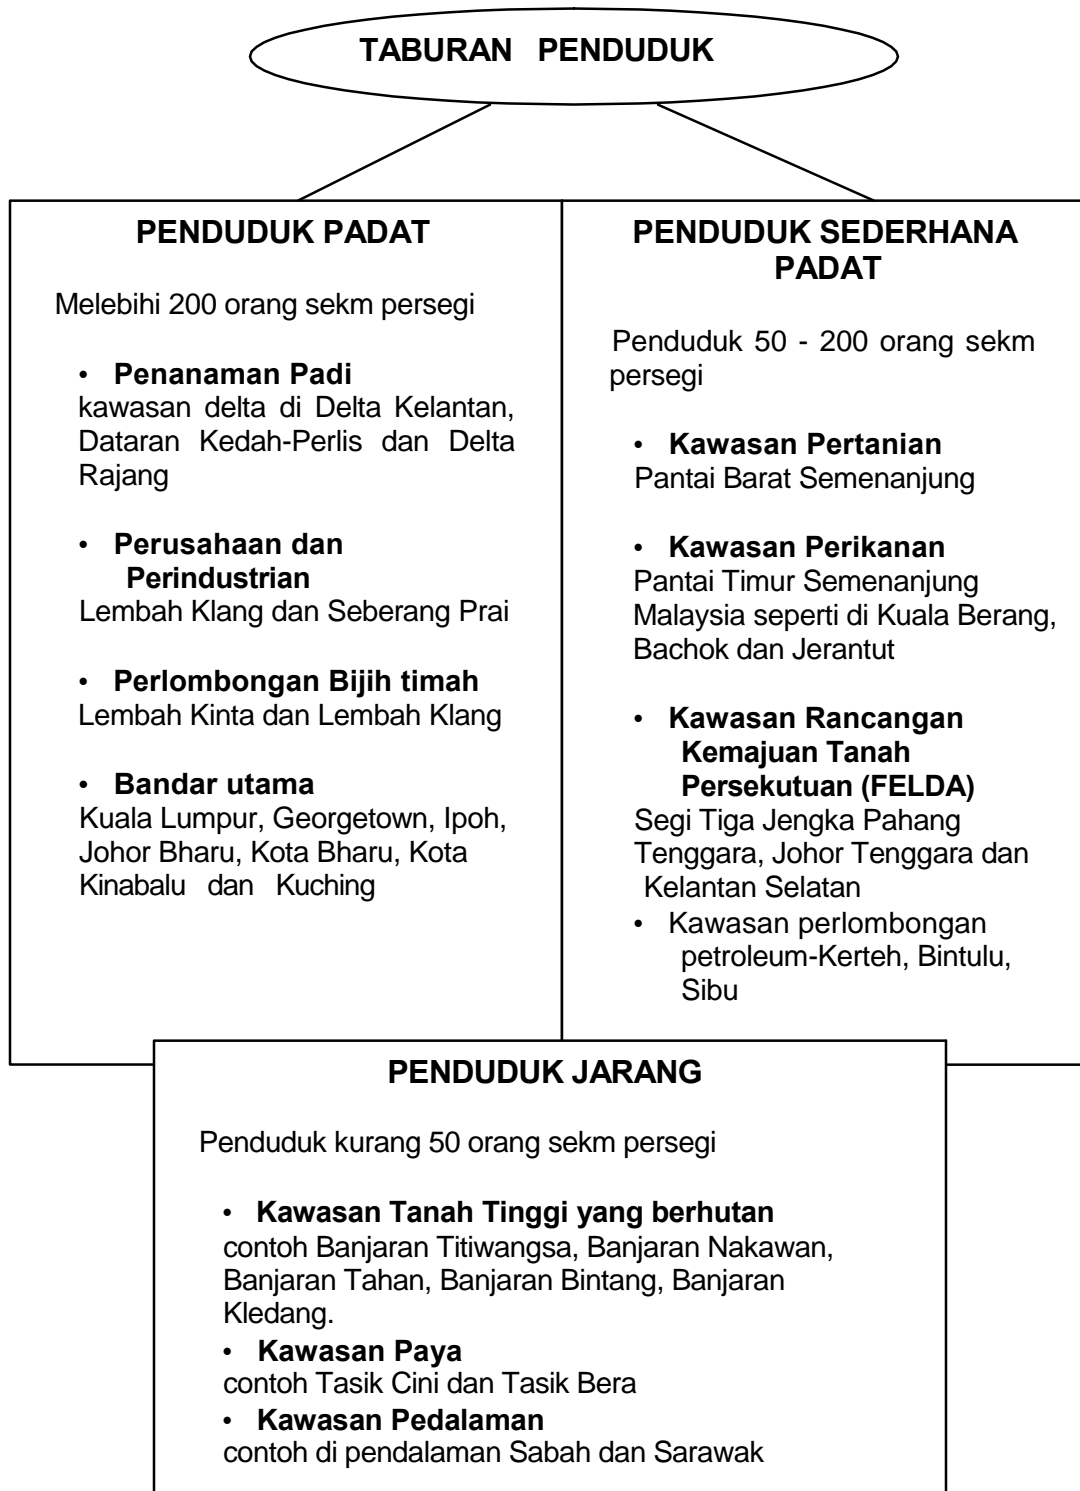 TABURAN PENDUDUK
PENDUDUK PADAT
Melebihi 200 orang sekm persegi
• Penanaman Padi
kawasan delta di Delta Kelantan,
Dataran Kedah-Perlis dan Delta
Rajang
• Perusahaan dan
Perindustrian
Lembah Klang dan Seberang Prai
• Perlombongan Bijih timah
Lembah Kinta dan Lembah Klang
• Bandar utama
Kuala Lumpur, Georgetown, Ipoh,
Johor Bharu, Kota Bharu, Kota
Kinabalu dan Kuching
PENDUDUK SEDERHANA
PADAT
Penduduk 50 - 200 orang sekm
persegi
• Kawasan Pertanian
Pantai Barat Semenanjung
• Kawasan Perikanan
Pantai Timur Semenanjung
Malaysia seperti di Kuala Berang,
Bachok dan Jerantut
• Kawasan Rancangan
Kemajuan Tanah
Persekutuan (FELDA)
Segi Tiga Jengka Pahang
Tenggara, Johor Tenggara dan
Kelantan Selatan
• Kawasan perlombongan
petroleum-Kerteh, Bintulu,
Sibu
PENDUDUK JARANG
Penduduk kurang 50 orang sekm persegi
• Kawasan Tanah Tinggi yang berhutan
contoh Banjaran Titiwangsa, Banjaran Nakawan,
Banjaran Tahan, Banjaran Bintang, Banjaran
Kledang.
• Kawasan Paya
contoh Tasik Cini dan Tasik Bera
• Kawasan Pedalaman
contoh di pendalaman Sabah dan Sarawak